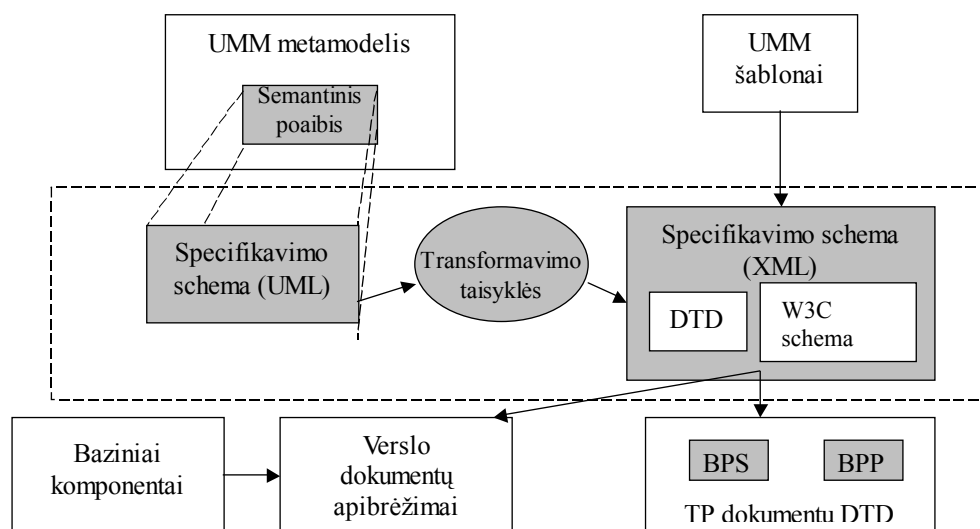 UMM metamodelis
Semantinis
poaibis
UMM
šablonai
Specifikavimo
schema (UML)
Transformavimo
taisyklės
Specifikavimo schema
(XML)
DTD
W3C
schema
Baziniai
komponentai
Verslo
dokumentų
apibrėžimai
BPS
BPP
TP dokumentu DTD